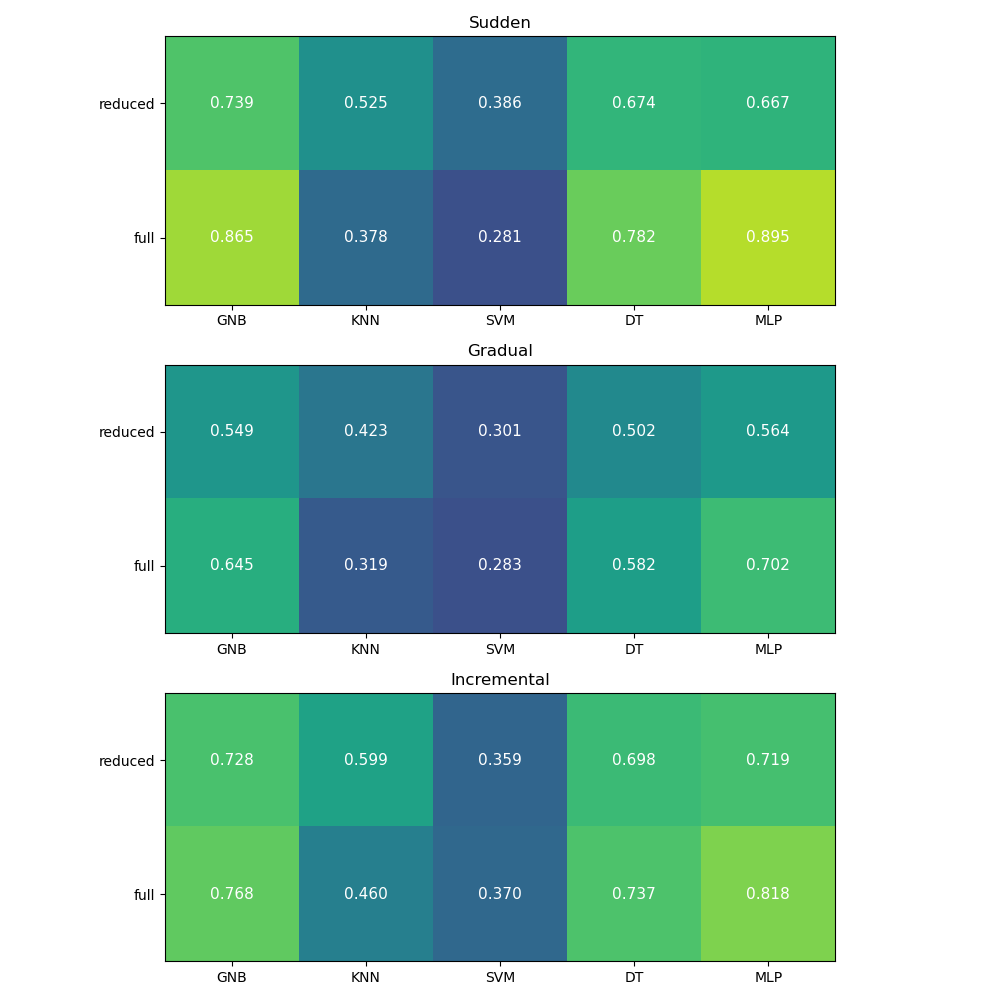 Sudden
reduced 0.739 0.525 0.386 0.674 0.667
full 0.865 0.378 0.281 0.782 0.895
GNB KNN SVM DT MLP
Gradual
reduced 0.549 0.423 0.301 0.502 0.564
full 0.645 0.319 0.283 0.582 0.702
GNB KNN SVM DT MLP
Incremental
reduced 0.728 0.599 0.359 0.698 0.719
full 0.768 0.460 0.370 0.737 0.818
GNB KNN SVM DT MLP